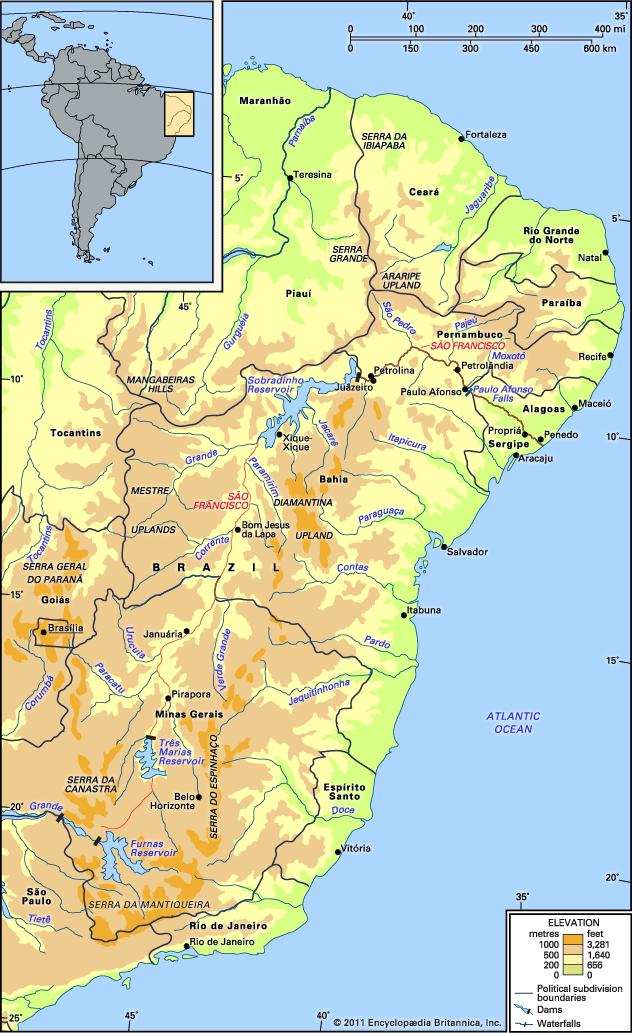 40°
35°
0 100 200 300 400 mi
0 150 300 450 600 km
Maranhão
Parnaíba
SERRA DA
IBIAPABA
Fortaleza
Teresina
5°
Ceará
Jaguaribe
5°
Rio Grande
do Norte
Natal
SERRA
GRANDE
ARARIPE
UPLAND
45°
Piauí
Paraíba
Tocantins
Gurguéia
São Pedro
Pajeú
Pernambuco
SÃO FRANCISCO
Moxotó
Recife
Petrolina
Petrolândia
10°
MANGABEIRAS
HILLS
Sobradinho
Reservoir
Juàzeiro
Paulo Afonso
Paulo Afonso
Falls
Alagoas
Maceió
Tocantins
Xique-
Xique
Jacaré
Itapicura
Propriá
Penedo
Sergipe
10°
Aracaju
Grande
Paramirim
Bahia
MESTRE
SÃO
FRANCISCO
DIAMANTINA
UPLANDS
Bom Jesus
da Lapa
UPLAND
Paraguaça
Tocantins
Corrente
Salvador
SERRA GERAL
DO PARANÁ
BRAZIL
Contas
15°
Goiás
Itabuna
Brasília
Januária
Urucuia
Verde Grande
Pardo
15°
Paracatu
Corumbá
Pirapora
Jequitinhonha
Minas Gerais
ATLANTIC
OCEAN
Três
Marias
Reservoir
SERRA DO ESPINHAÇO
SERRA DA
CANASTRA
Belo
Horizonte
Espírito
Santo
20°
Grande
Doce
Furnas
Reservoir
Vitória
20°
São
Paulo
SERRA DA MANTIQUEIRA
35°
Tietê
Rio de Janeiro
Rio de Janeiro
ELEVATION
metres feet
1000 3,281
500 1,640
200 656
0 0
Political subdivision
boundaries
Dams
Waterfalls
25°
45°
40°
© 2011 Encyclopædia Britannica, Inc.